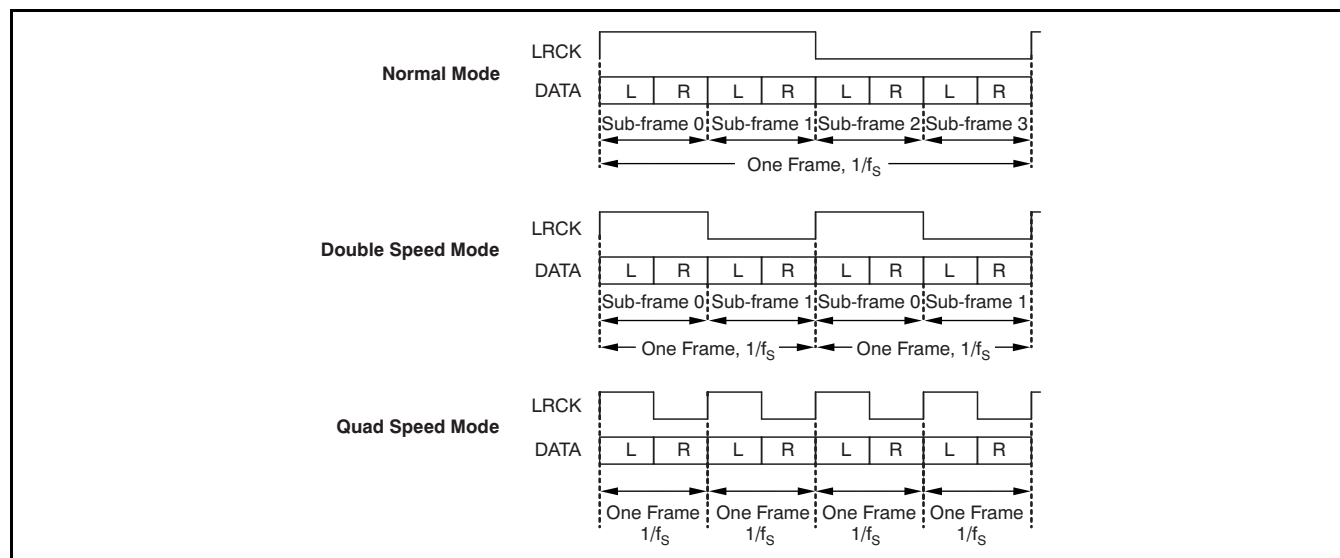 LRCK
Normal Mode
DATA L R L R L R L R
Sub-frame 0 Sub-frame 1 Sub-frame 2 Sub-frame 3
One Frame, 1/fS
LRCK
Double Speed Mode
DATA L R L R L R L R
Sub-frame 0 Sub-frame 1 Sub-frame 0 Sub-frame 1
One Frame, 1/fS One Frame, 1/fS
LRCK
Quad Speed Mode
DATA L R L R L R L R
One Frame One Frame One Frame One Frame
1/fS 1/fS 1/fS 1/fS